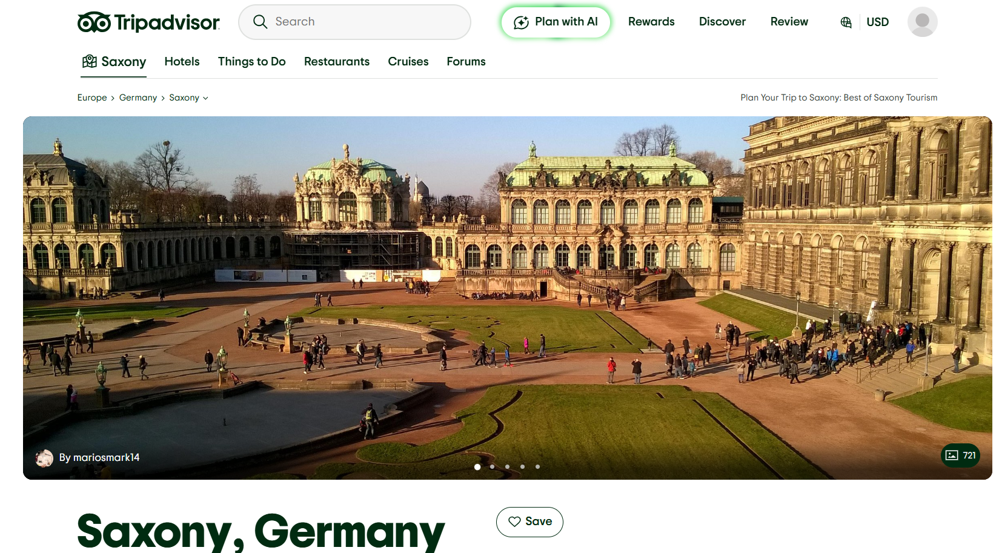 Tripadvisor
Search
Plan with AI
Rewards
Discover
Review
USD
Saxony
Hotels
Things to Do
Restaurants
Cruises
Forums
Europe > Germany > Saxony
Plan Your Trip to Saxony: Best of Saxony Tourism
By mariosmark14
721
Saxony, Germany
Save